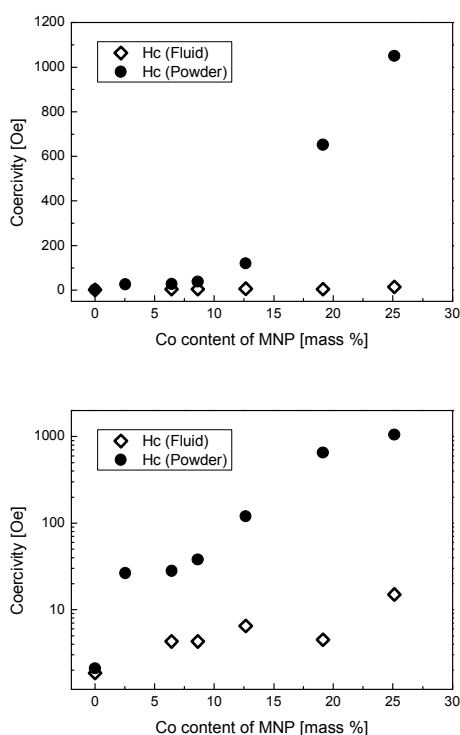 1200
1000
800
600
400
200
0
Coercivity [Oe]
Hc (Fluid)
Hc (Powder)
0 5 10 15 20 25 30
Co content of MNP [mass %]
1000
100
10
Coercivity [Oe]
Hc (Fluid)
Hc (Powder)
0 5 10 15 20 25 30
Co content of MNP [mass %]